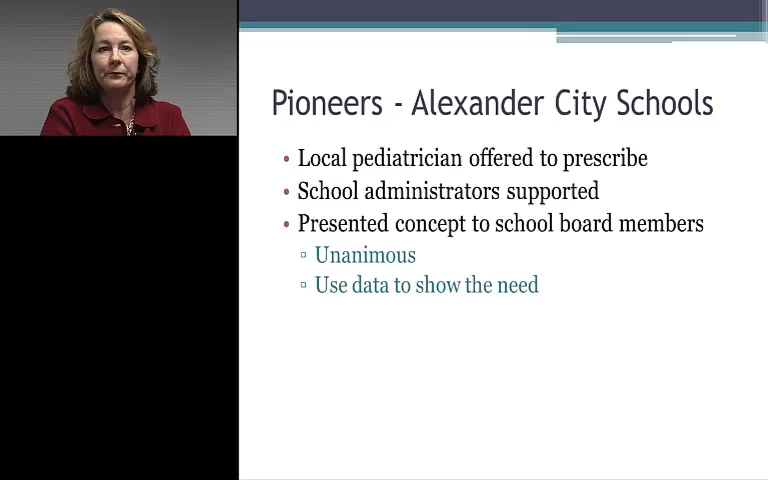 Pioneers - Alexander City Schools
• Local pediatrician offered to prescribe
• School administrators supported
• Presented concept to school board members
▫ Unanimous
▫ Use data to show the need